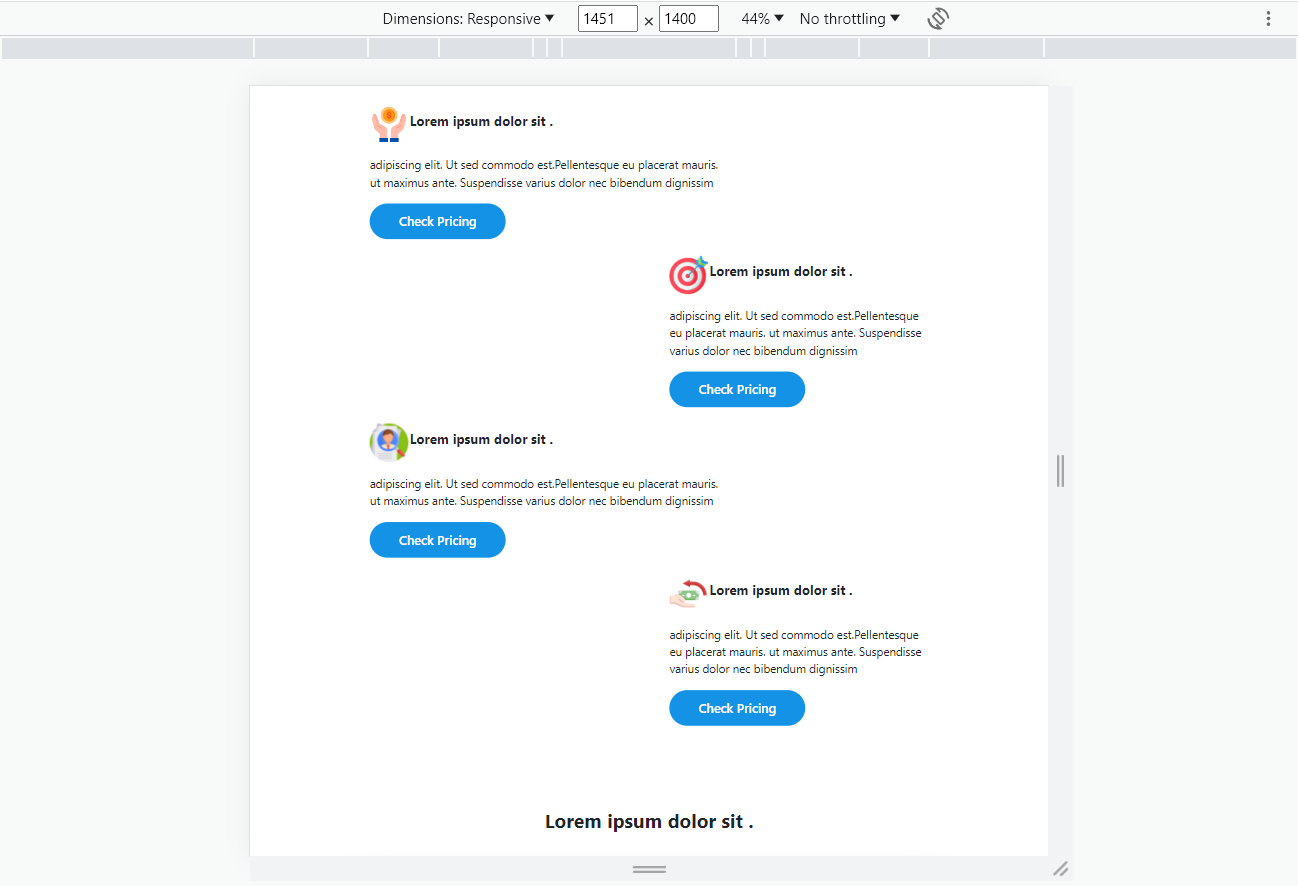 Dimensions: Responsive 1451 × 1400 44% No throttling
Lorem ipsum dolor sit .
adipiscing elit. Ut sed commodo est.Pellentesque eu placerat mauris.
ut maximus ante. Suspendisse varius dolor nec bibendum dignissim
Check Pricing
Lorem ipsum dolor sit .
adipiscing elit. Ut sed commodo est.Pellentesque
eu placerat mauris. ut maximus ante. Suspendisse
varius dolor nec bibendum dignissim
Check Pricing
Lorem ipsum dolor sit .
adipiscing elit. Ut sed commodo est.Pellentesque eu placerat mauris.
ut maximus ante. Suspendisse varius dolor nec bibendum dignissim
Check Pricing
Lorem ipsum dolor sit .
adipiscing elit. Ut sed commodo est.Pellentesque
eu placerat mauris. ut maximus ante. Suspendisse
varius dolor nec bibendum dignissim
Check Pricing
Lorem ipsum dolor sit .